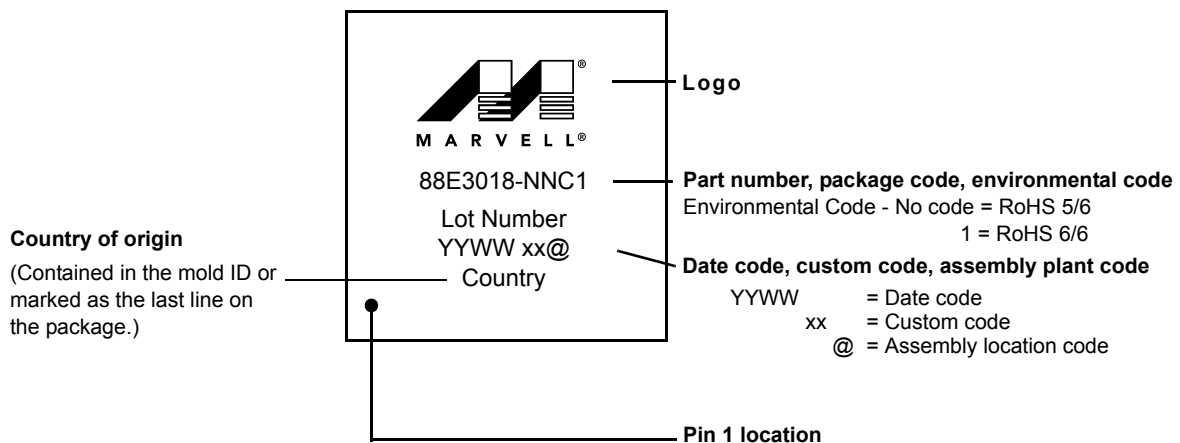 ®
MARVELL®
Logo
88E3018-NNC1
Part number, package code, environmental code
Environmental Code - No code = RoHS 5/6
1 = RoHS 6/6
Lot Number
YYWW xx@
Country
Country of origin
(Contained in the mold ID or
marked as the last line on
the package.)
Date code, custom code, assembly plant code
YYWW = Date code
xx = Custom code
@ = Assembly location code
Pin 1 location